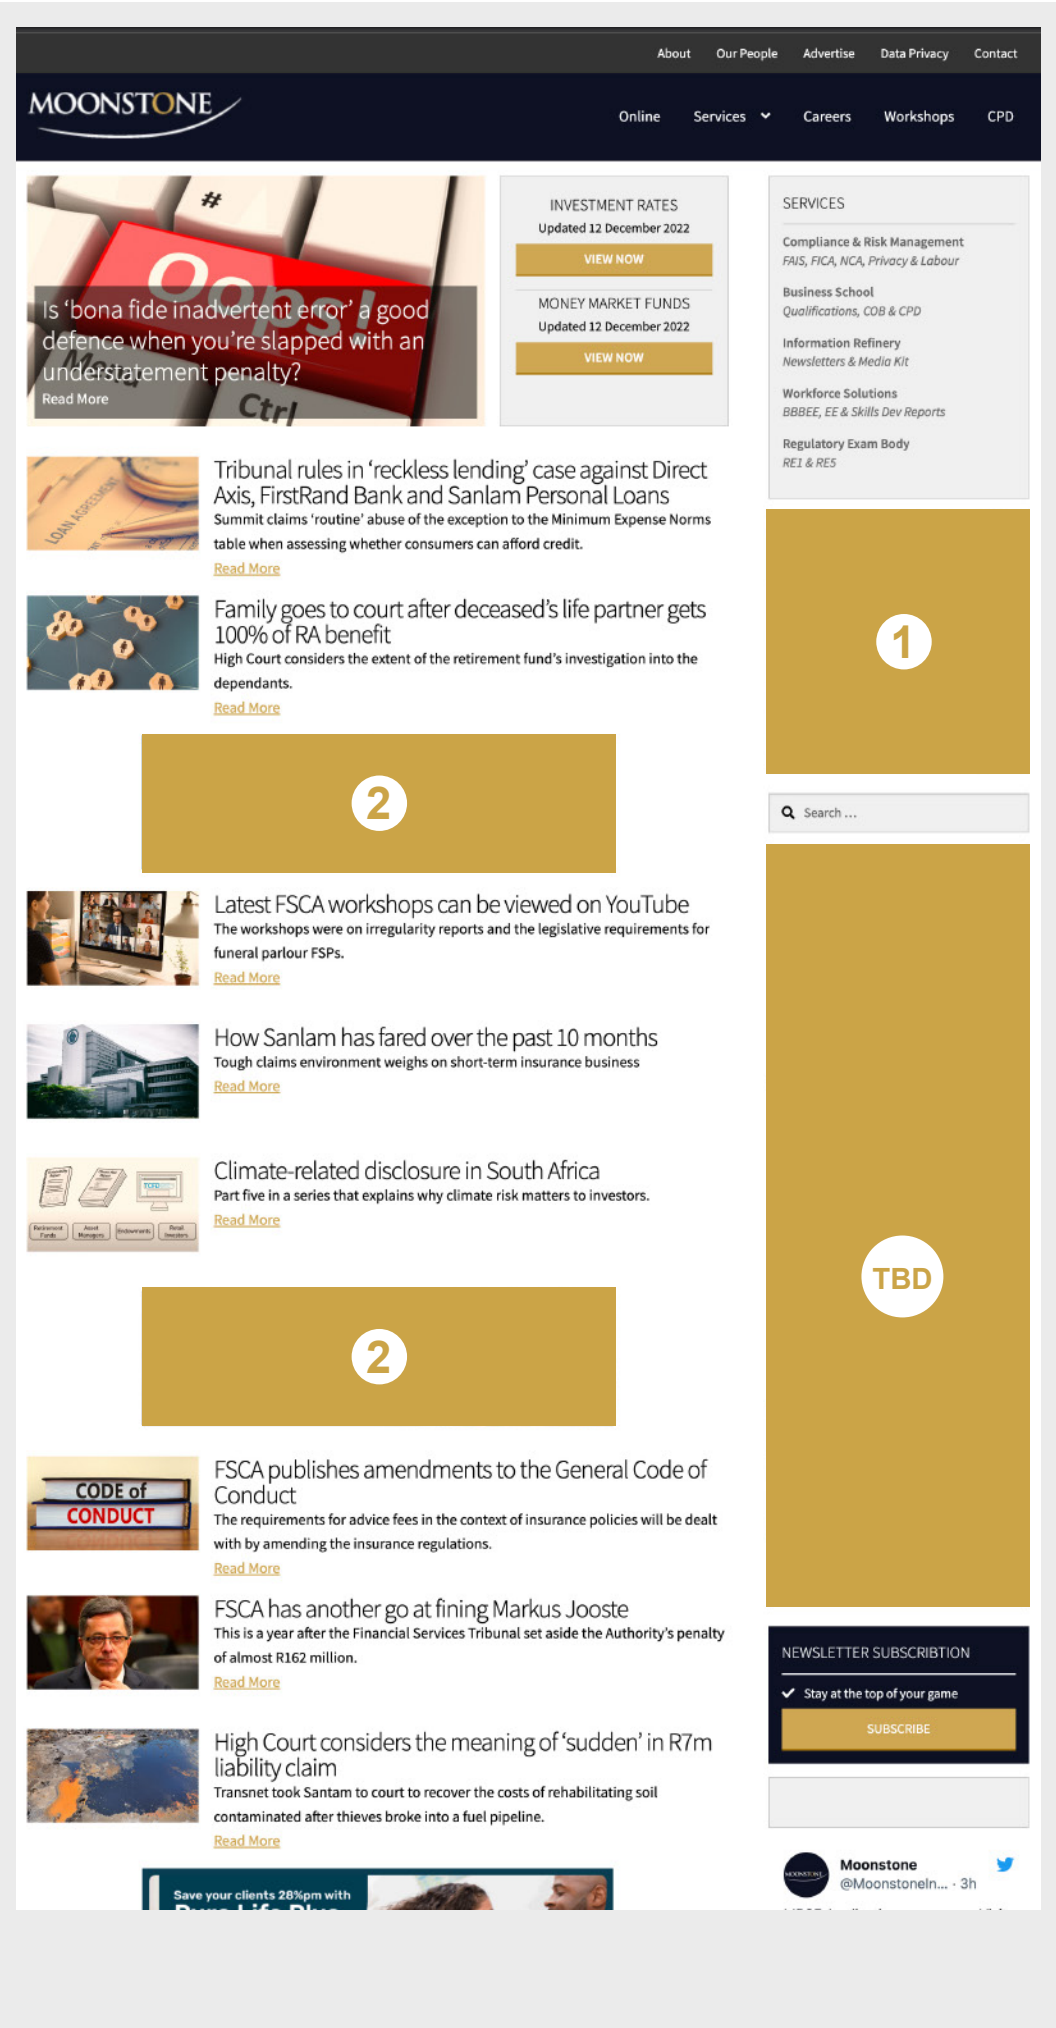 About Our People Advertise Data Privacy Contact
MOONSTONE
Online Services Careers Workshops CPD
#
Oops!
Is ‘bona fide inadvertent error’ a good
defence when you’re slapped with an
understatement penalty?
Read More
Ctrl
INVESTMENT RATES
Updated 12 December 2022
VIEW NOW
MONEY MARKET FUNDS
Updated 12 December 2022
VIEW NOW
SERVICES
Compliance & Risk Management
FAIS, FICA, NCA, Privacy & Labour
Business School
Qualifications, COB & CPD
Information Refinery
Newsletters & Media Kit
Workforce Solutions
BBBEE, EE & Skills Dev Reports
Regulatory Exam Body
RE1 & RE5
LOAN AGREEMENT
Tribunal rules in ‘reckless lending’ case against Direct
Axis, FirstRand Bank and Sanlam Personal Loans
Summit claims ‘routine’ abuse of the exception to the Minimum Expense Norms
table when assessing whether consumers can afford credit.
Read More
Family goes to court after deceased’s life partner gets
100% of RA benefit
High Court considers the extent of the retirement fund’s investigation into the
dependants.
Read More
1
2
Search ...
Latest FSCA workshops can be viewed on YouTube
The workshops were on irregularity reports and the legislative requirements for
funeral parlour FSPs.
Read More
How Sanlam has fared over the past 10 months
Tough claims environment weighs on short-term insurance business
Read More
TCFD
Retirement Funds
Asset Managers
Endowments
Retail Investors
Climate-related disclosure in South Africa
Part five in a series that explains why climate risk matters to investors.
Read More
TBD
2
CODE of
CONDUCT
FSCA publishes amendments to the General Code of
Conduct
The requirements for advice fees in the context of insurance policies will be dealt
with by amending the insurance regulations.
Read More
FSCA has another go at fining Markus Jooste
This is a year after the Financial Services Tribunal set aside the Authority’s penalty
of almost R162 million.
Read More
NEWSLETTER SUBSCRIBTION
Stay at the top of your game
SUBSCRIBE
High Court considers the meaning of ‘sudden’ in R7m
liability claim
Transnet took Santam to court to recover the costs of rehabilitating soil
contaminated after thieves broke into a fuel pipeline.
Read More
MOONSTONE
Moonstone
@MoonstoneIn... · 3h
Save your clients 28%pm with
Pure Life Plus